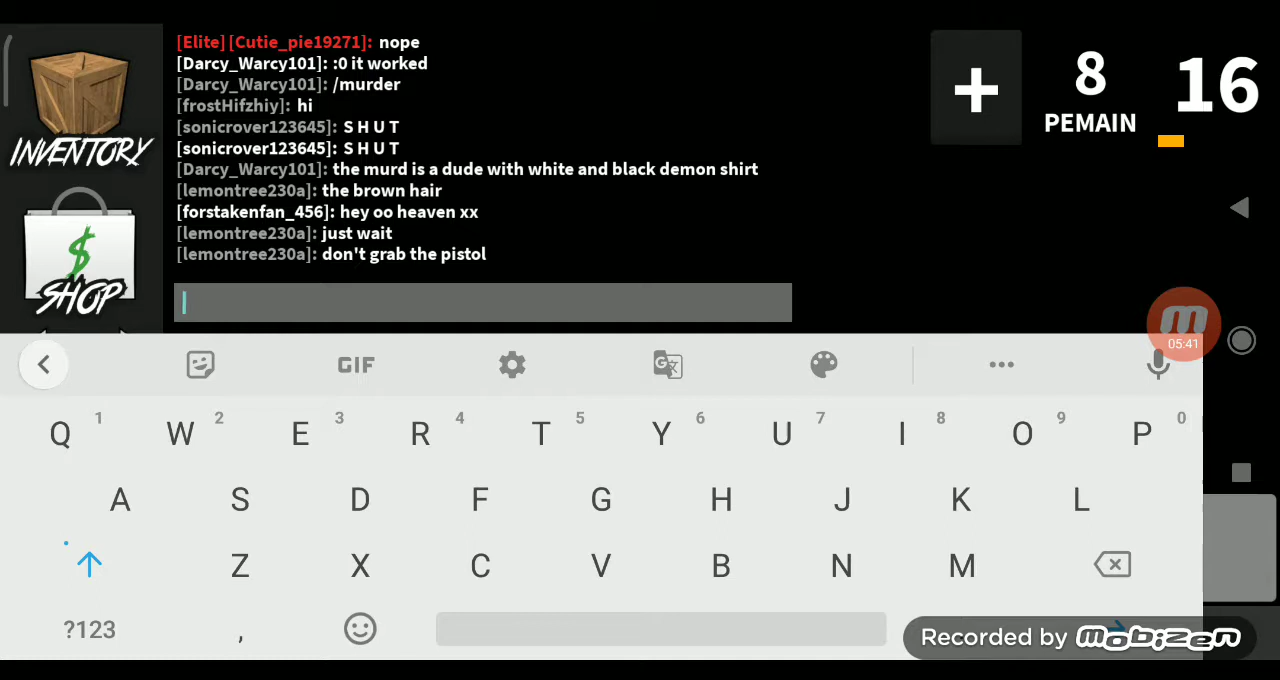 [Elite][Cutie_pie19271]: nope
[Darcy_Warcy101]: :0 it worked
[Darcy_Warcy101]: /murder
[frostHifzhiy]: hi
[sonicrover123645]: S H U T
[sonicrover123645]: S H U T
[Darcy_Warcy101]: the murd is a dude with white and black demon shirt
[lemontree230a]: the brown hair
[forstakenfan_456]: hey oo heaven xx
[lemontree230a]: just wait
[lemontree230a]: don't grab the pistol
INVENTORY
$
SHOP
+
8
PEMAIN
16
m
05:41
GIF
G
Q 1 W 2 E 3 R 4 T 5 Y 6 U 7 I 8 O 9 P 0
A S D F G H J K L
Z X C V B N M
?123 ,
Recorded by mobizen